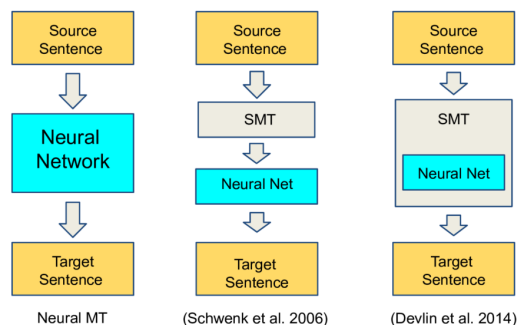 Source
Sentence
Neural
Network
Target
Sentence
Neural MT
Source
Sentence
SMT
Neural Net
Target
Sentence
(Schwenk et al. 2006)
Source
Sentence
SMT
Neural Net
Target
Sentence
(Devlin et al. 2014)